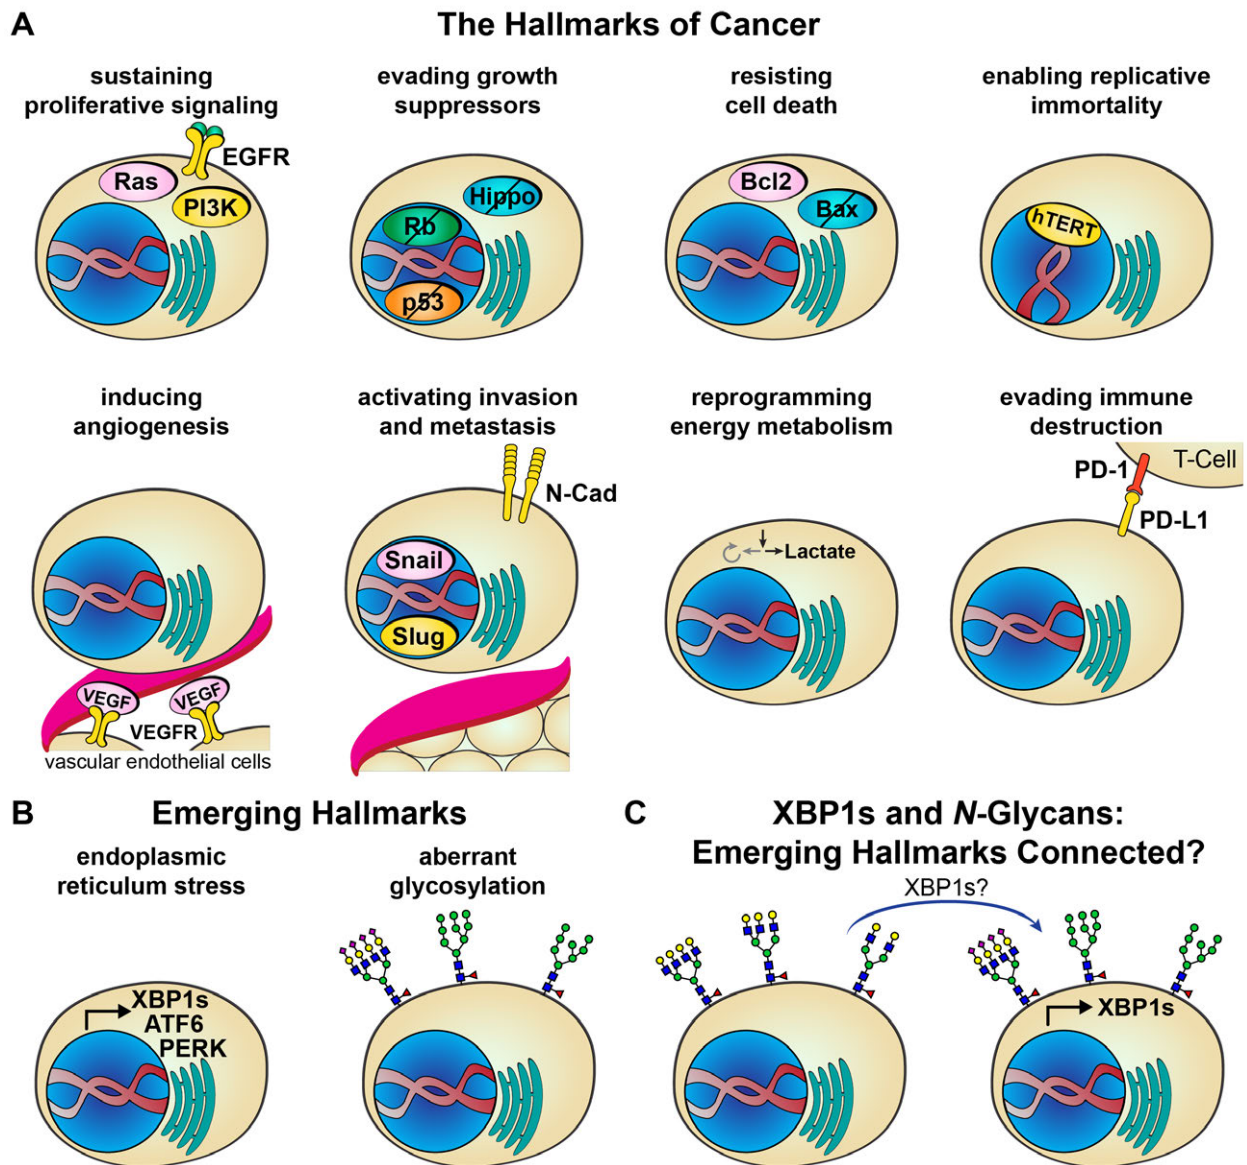 A
The Hallmarks of Cancer
sustaining
proliferative signaling
EGFR
Ras
PI3K
evading growth
suppressors
Hippo
Rb
p53
resisting
cell death
Bcl2
Bax
enabling replicative
immortality
hTERT
inducing
angiogenesis
VEGF
VEGF
VEGFR
vascular endothelial cells
activating invasion
and metastasis
N-Cad
Snail
Slug
reprogramming
energy metabolism
Lactate
evading immune
destruction
T-Cell
PD-1
PD-L1
B
Emerging Hallmarks
endoplasmic
reticulum stress
XBP1s
ATF6
PERK
aberrant
glycosylation
C
XBP1s and N-Glycans:
Emerging Hallmarks Connected?
XBP1s?
XBP1s